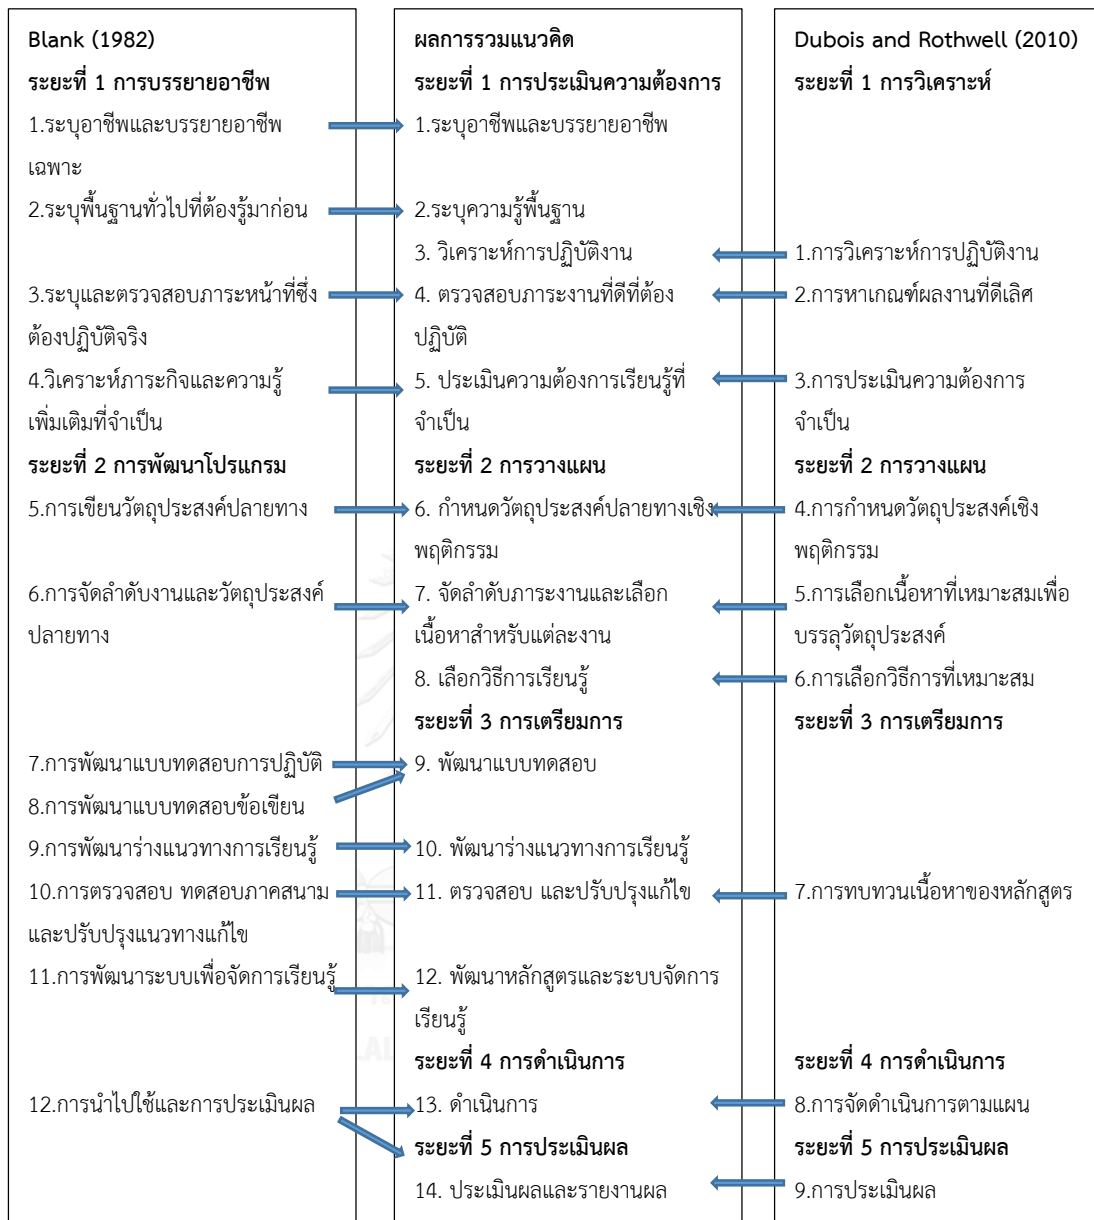 Blank (1982)
ระยะที่ 1 การบรรยายอาชีพ
1.ระบุอาชีพและบรรยายอาชีพ
เฉพาะ
2.ระบุพื้นฐานทั่วไปที่ต้องรู้มาก่อน
3.ระบุและตรวจสอบภาระหน้าที่ซึ่ง
ต้องปฏิบัติจริง
4.วิเคราะห์ภาระกิจและความรู้
เพิ่มเติมที่จำเป็น
ระยะที่ 2 การพัฒนาโปรแกรม
5.การเขียนวัตถุประสงค์ปลายทาง
6.การจัดลำดับงานและวัตถุประสงค์
ปลายทาง
7.การพัฒนาแบบทดสอบการปฏิบัติ
8.การพัฒนาแบบทดสอบข้อเขียน
9.การพัฒนาร่างแนวทางการเรียนรู้
10.การตรวจสอบ ทดสอบภาคสนาม
และปรับปรุงแนวทางแก้ไข
11.การพัฒนาระบบเพื่อจัดการเรียนรู้
12.การนำไปใช้และการประเมินผล
ผลการรวมแนวคิด
ระยะที่ 1 การประเมินความต้องการ
1.ระบุอาชีพและบรรยายอาชีพ
2.ระบุความรู้พื้นฐาน
3. วิเคราะห์การปฏิบัติงาน
4. ตรวจสอบภาระงานที่ดีที่ต้อง
ปฏิบัติ
5. ประเมินความต้องการเรียนรู้ที่
จำเป็น
ระยะที่ 2 การวางแผน
6. กำหนดวัตถุประสงค์ปลายทางเชิง
พฤติกรรม
7. จัดลำดับภาระงานและเลือก
เนื้อหาสำหรับแต่ละงาน
8. เลือกวิธีการเรียนรู้
ระยะที่ 3 การเตรียมการ
9. พัฒนาแบบทดสอบ
10. พัฒนาร่างแนวทางการเรียนรู้
11. ตรวจสอบ และปรับปรุงแก้ไข
12. พัฒนาหลักสูตรและระบบจัดการ
เรียนรู้
ระยะที่ 4 การดำเนินการ
13. ดำเนินการ
ระยะที่ 5 การประเมินผล
14. ประเมินผลและรายงานผล
Dubois and Rothwell (2010)
ระยะที่ 1 การวิเคราะห์
1.การวิเคราะห์การปฏิบัติงาน
2.การหาเกณฑ์ผลงานที่ดีเลิศ
3.การประเมินความต้องการ
จำเป็น
ระยะที่ 2 การวางแผน
4.การกำหนดวัตถุประสงค์เชิง
พฤติกรรม
5.การเลือกเนื้อหาที่เหมาะสมเพื่อ
บรรลุวัตถุประสงค์
6.การเลือกวิธีการที่เหมาะสม
ระยะที่ 3 การเตรียมการ
7.การทบทวนเนื้อหาของหลักสูตร
ระยะที่ 4 การดำเนินการ
8.การจัดดำเนินการตามแผน
ระยะที่ 5 การประเมินผล
9.การประเมินผล